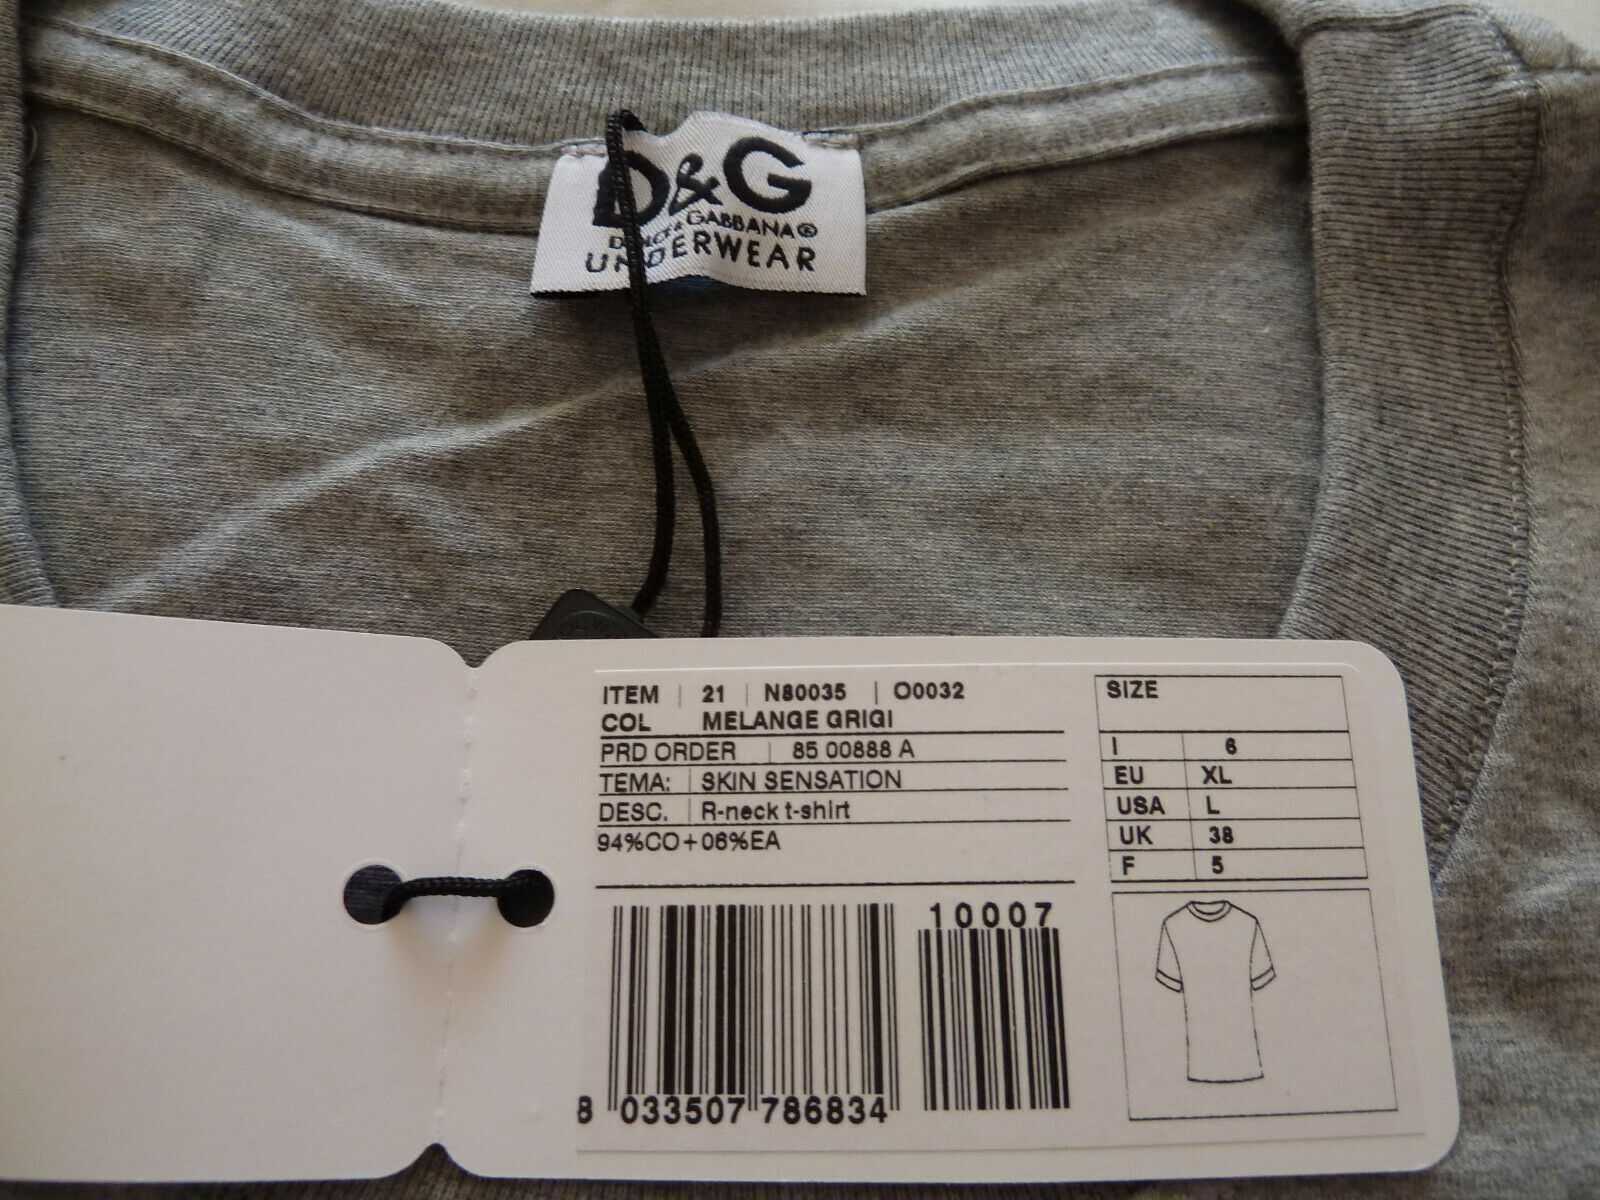 D&G
DOLCE & GABBANA®
UNDERWEAR
ITEM | 21 | N80035 | O0032
COL MELANGE GRIGI
PRD ORDER | 85 00888 A
TEMA: | SKIN SENSATION
DESC. | R-neck t-shirt
94%CO+06%EA
SIZE
I 6
EU XL
USA L
UK 38
F 5
10007
8 033507 786834